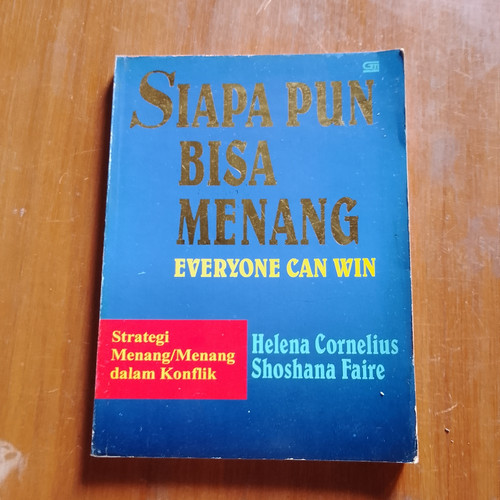 SIAPA PUN
BISA
MENANG
EVERYONE CAN WIN
Strategi
Menang/Menang
dalam Konflik
Helena Cornelius
Shoshana Faire